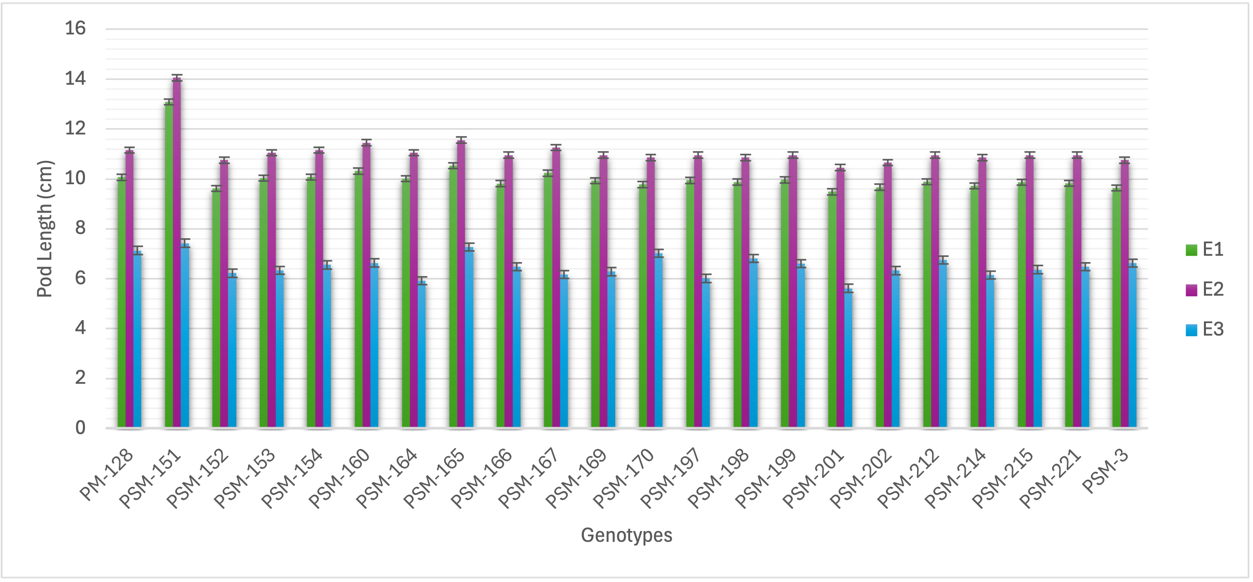 16
14
12
10
8
6
4
2
0
Pod Length (cm)
PM-128
PSM-151
PSM-152
PSM-153
PSM-154
PSM-160
PSM-164
PSM-165
PSM-166
PSM-167
PSM-169
PSM-170
PSM-197
PSM-198
PSM-199
PSM-201
PSM-202
PSM-212
PSM-214
PSM-215
PSM-221
PSM-3
Genotypes
E1
E2
E3